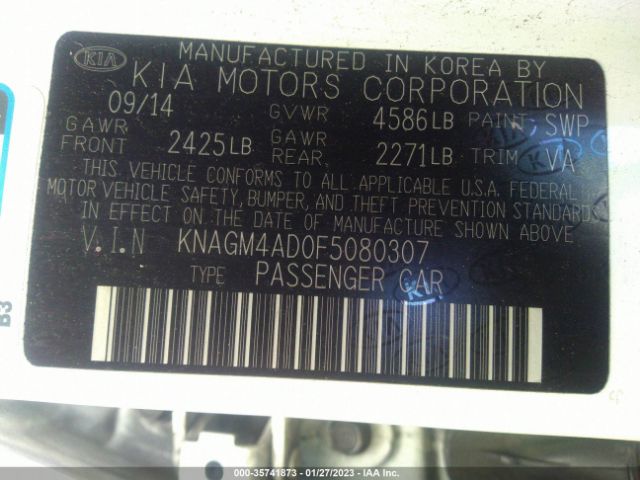 KIA MANUFACTURED IN KOREA BY
KIA MOTORS CORPORATION
09/14 GVWR 4586LB PAINT: SWP
GAWR FRONT 2425LB GAWR REAR 2271LB TRIM: VA
THIS VEHICLE CONFORMS TO ALL APPLICABLE U.S.A. FEDERAL
MOTOR VEHICLE SAFETY, BUMPER, AND THEFT PREVENTION STANDARD
IN EFFECT ON THE DATE OF MANUFACTURE SHOWN ABOVE
V.I.N KNAGM4AD0F5080307
TYPE PASSENGER CAR
B3
000-35741873 - 01/27/2023 - IAA Inc.